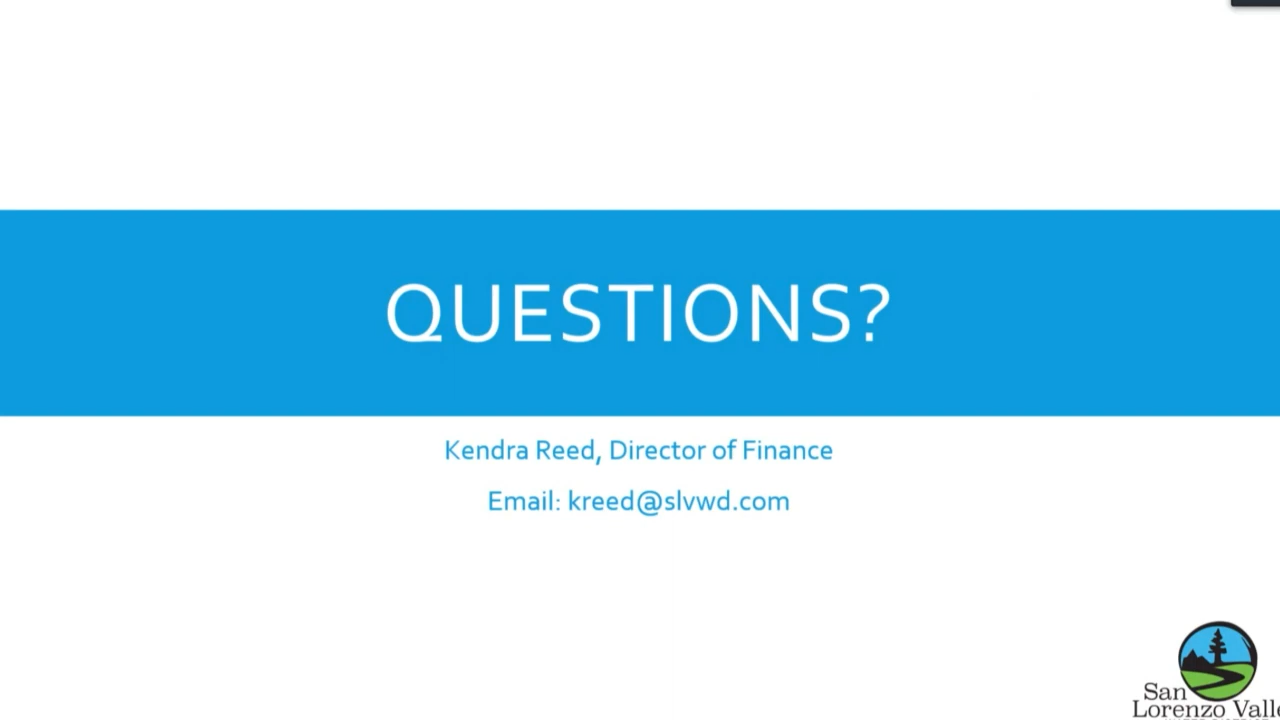 QUESTIONS?
Kendra Reed, Director of Finance
Email: kreed@slvwd.com
San
Lorenzo Valle